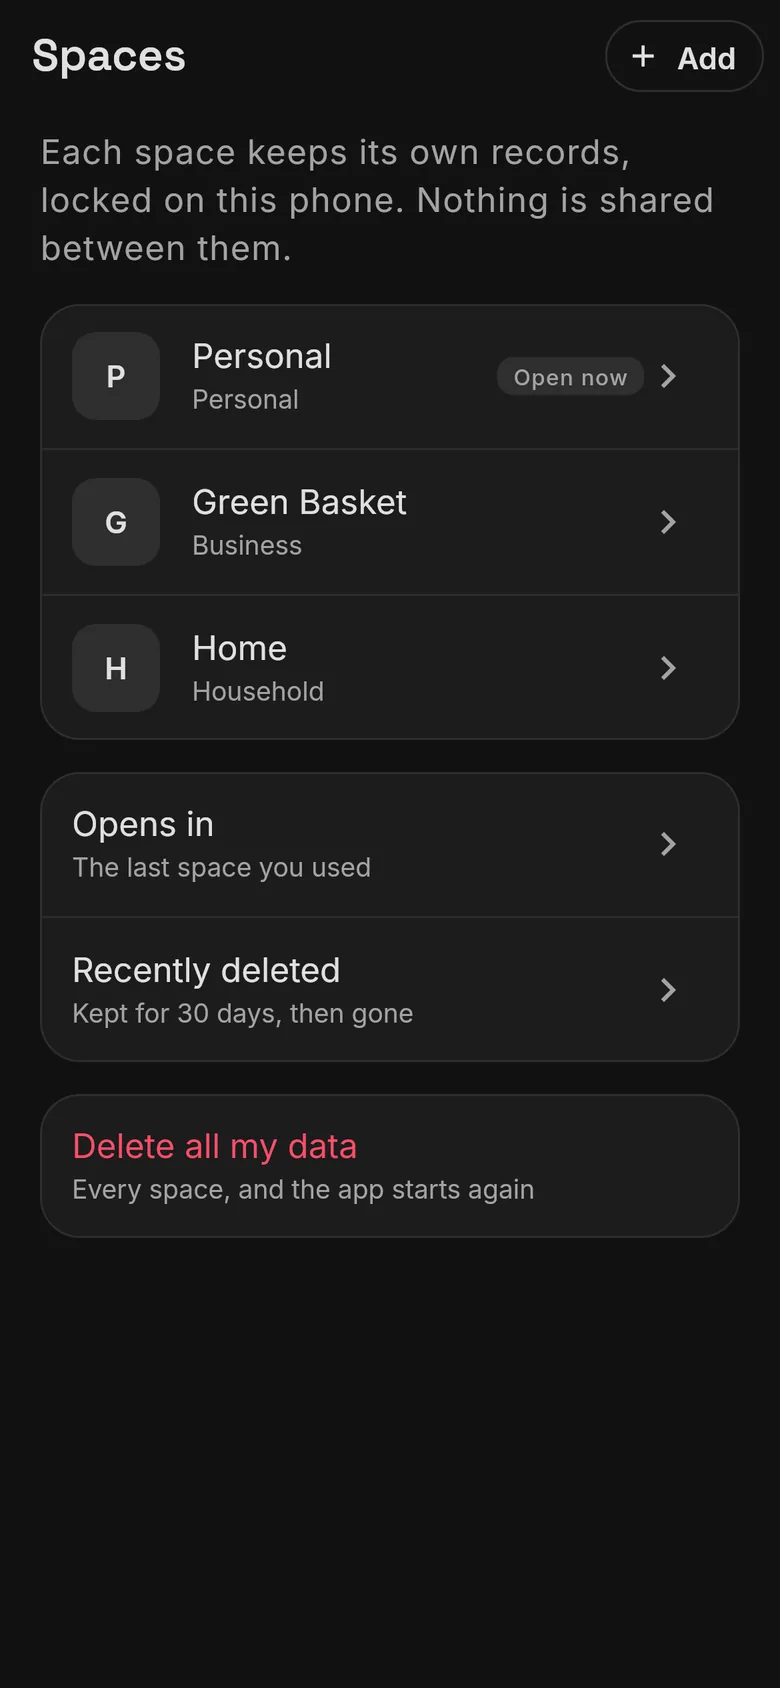 Spaces
+ Add
Each space keeps its own records,
locked on this phone. Nothing is shared
between them.
P
Personal
Personal
Open now
G
Green Basket
Business
H
Home
Household
Opens in
The last space you used
Recently deleted
Kept for 30 days, then gone
Delete all my data
Every space, and the app starts again